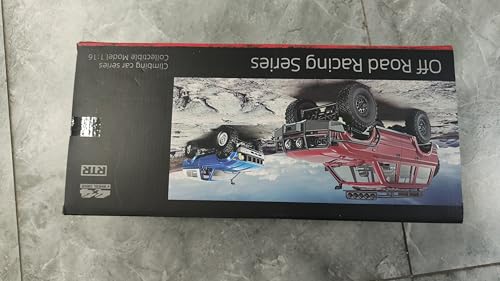 Off Road Racing Series
Climbing car series
Collectible Model 1:16
RTR